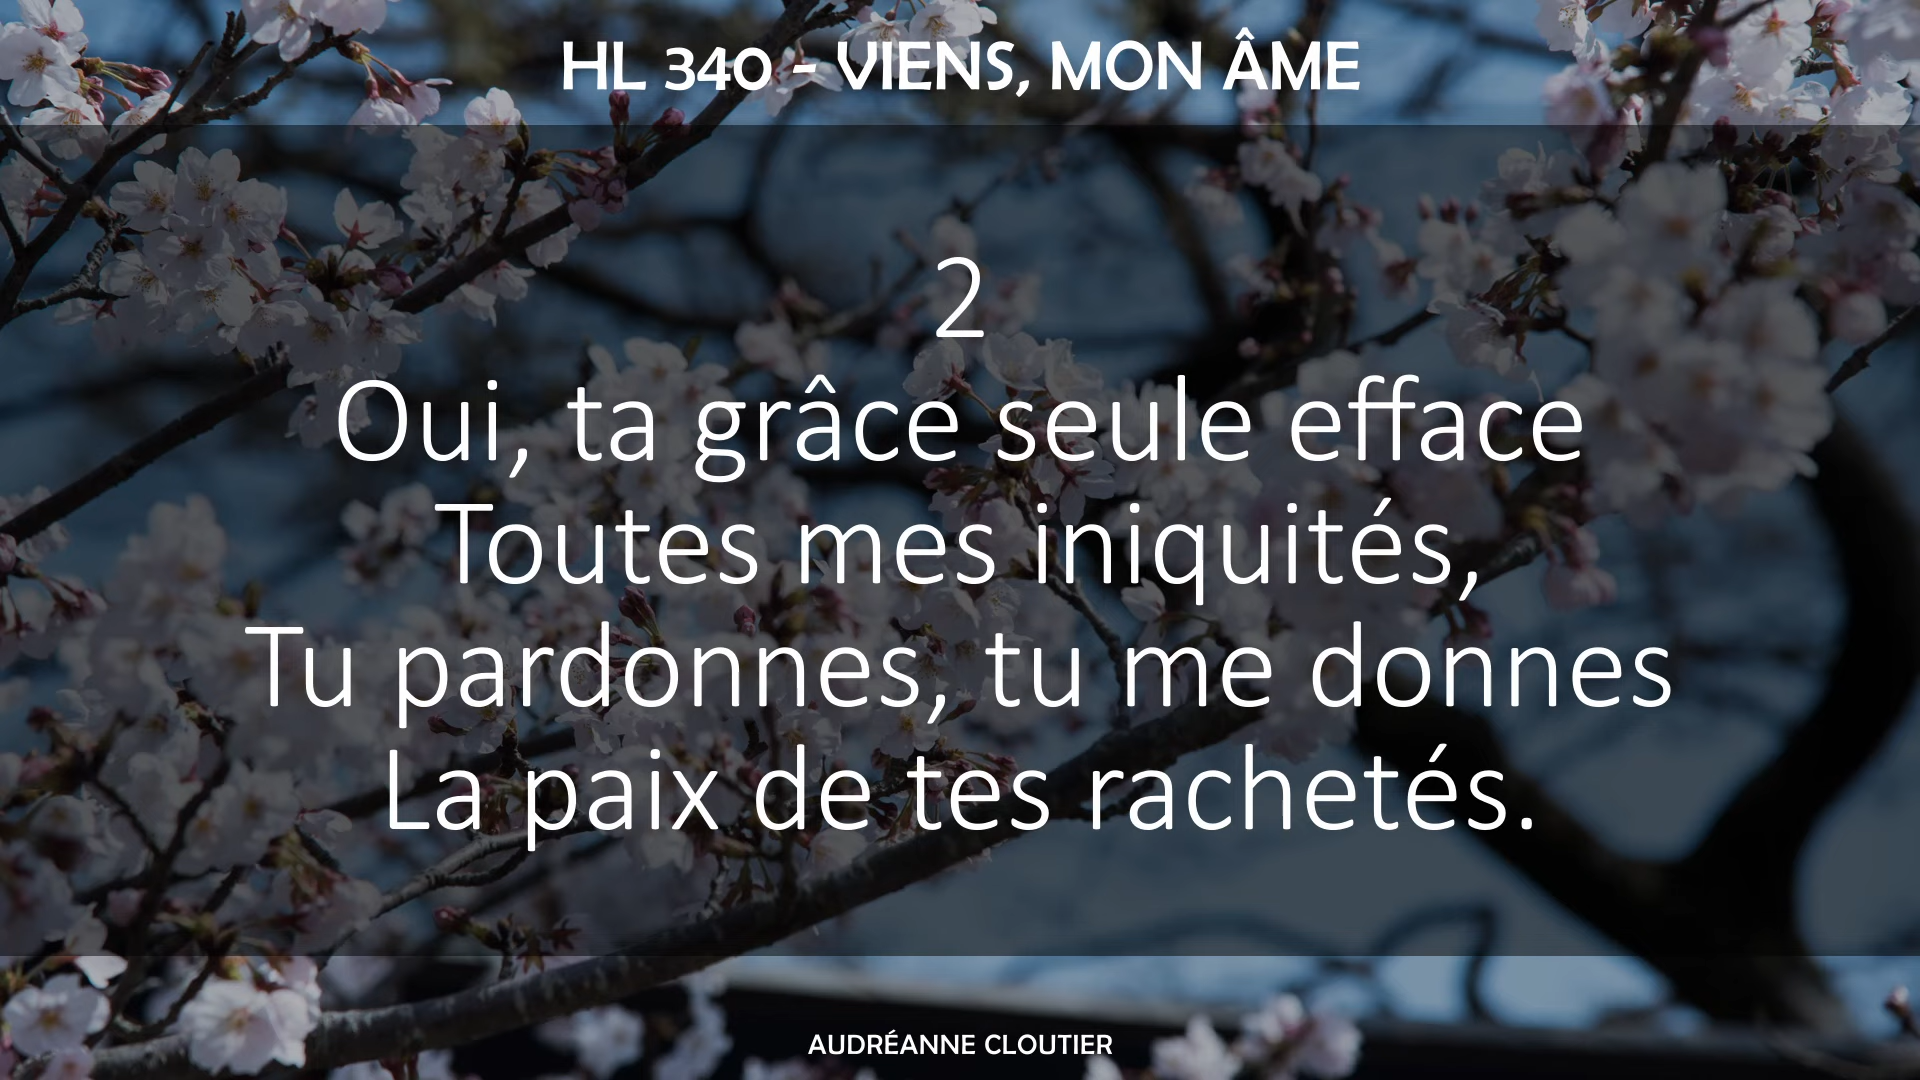 HL 340 - VIENS, MON ÂME
2
Oui, ta grâce seule efface
Toutes mes iniquités,
Tu pardonnes, tu me donnes
La paix de tes rachetés.
AUDRÉANNE CLOUTIER